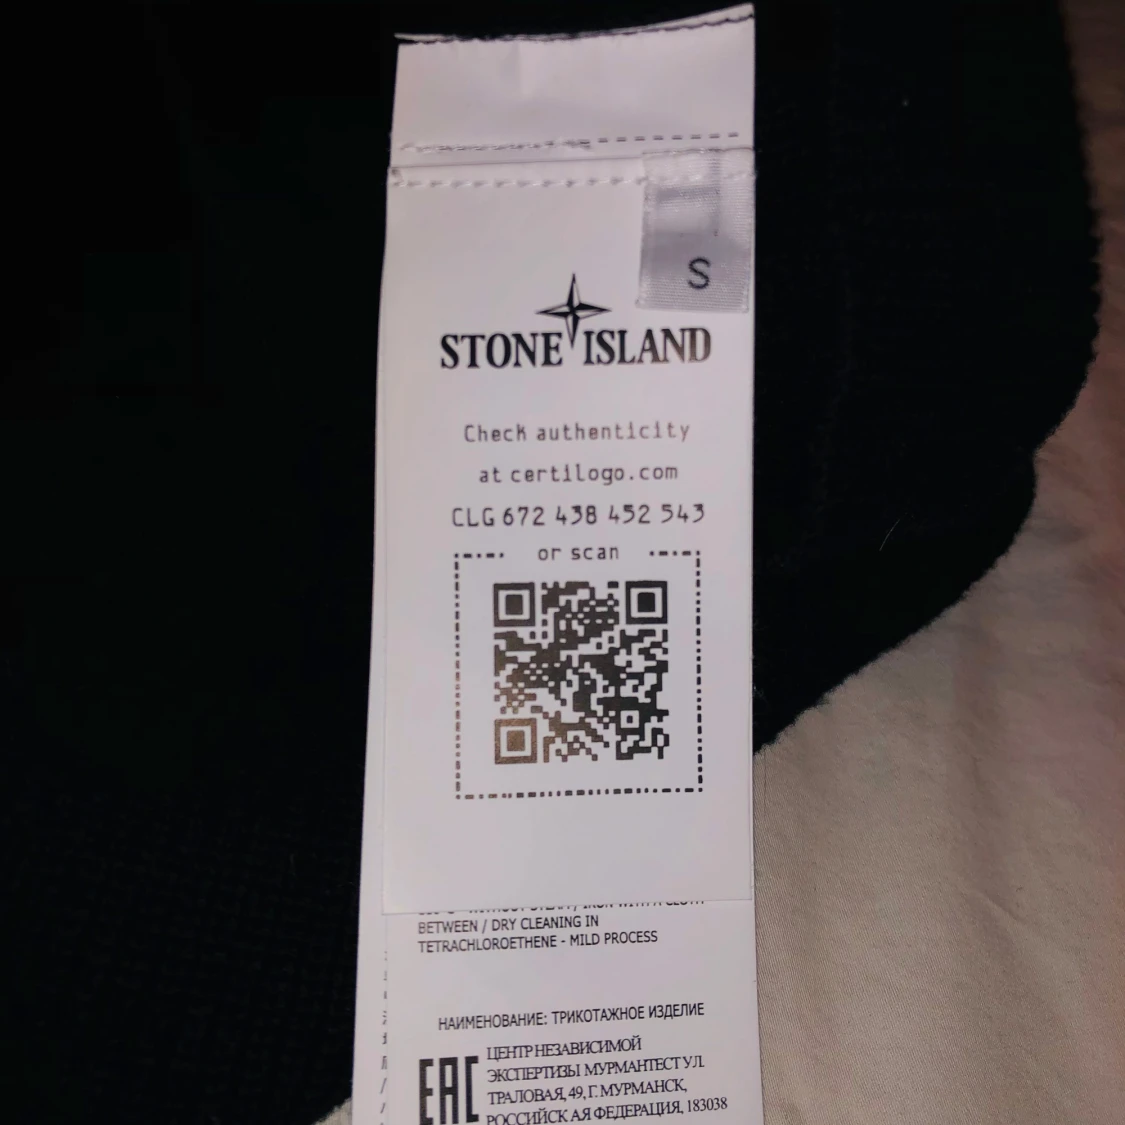 S
STONE ISLAND
Check authenticity
at certilogo.com
CLG 672 438 452 543
or scan
BETWEEN / DRY CLEANING IN
TETRACHLOROETHENE - MILD PROCESS
НАИМЕНОВАНИЕ: ТРИКОТАЖНОЕ ИЗДЕЛИЕ
EAC
ЦЕНТР НЕЗАВИСИМОЙ
ЭКСПЕРТИЗЫ МУРМАНТЕСТ УЛ.
ТРАЛОВАЯ, 49, Г. МУРМАНСК,
РОССИЙСК АЯ ФЕДЕРАЦИЯ, 183038